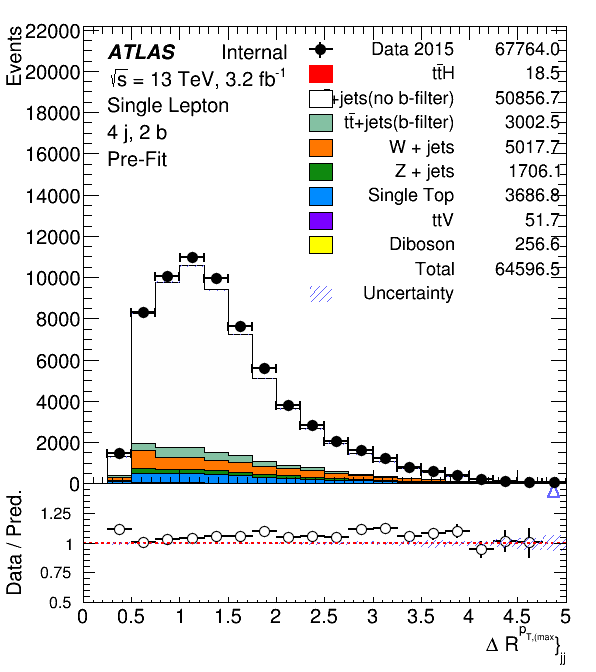 Events
22000
20000
18000
16000
14000
12000
10000
8000
6000
4000
2000
0
ATLAS Internal
√s = 13 TeV, 3.2 fb-1
Single Lepton
4 j, 2 b
Pre-Fit
Data 2015 67764.0
tt̄H 18.5
t̄+jets(no b-filter) 50856.7
tt̄+jets(b-filter) 3002.5
W + jets 5017.7
Z + jets 1706.1
Single Top 3686.8
ttV 51.7
Diboson 256.6
Total 64596.5
Uncertainty
Data / Pred.
1.25
1
0.75
0.5
0 0.5 1 1.5 2 2.5 3 3.5 4 4.5 5
Δ R^{p_{T,(max}}_{jj}